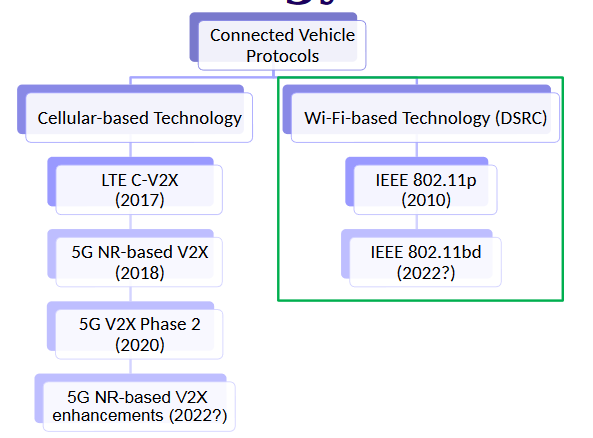 Connected Vehicle
Protocols
Cellular-based Technology
Wi-Fi-based Technology (DSRC)
LTE C-V2X
(2017)
IEEE 802.11p
(2010)
5G NR-based V2X
(2018)
IEEE 802.11bd
(2022?)
5G V2X Phase 2
(2020)
5G NR-based V2X
enhancements (2022?)